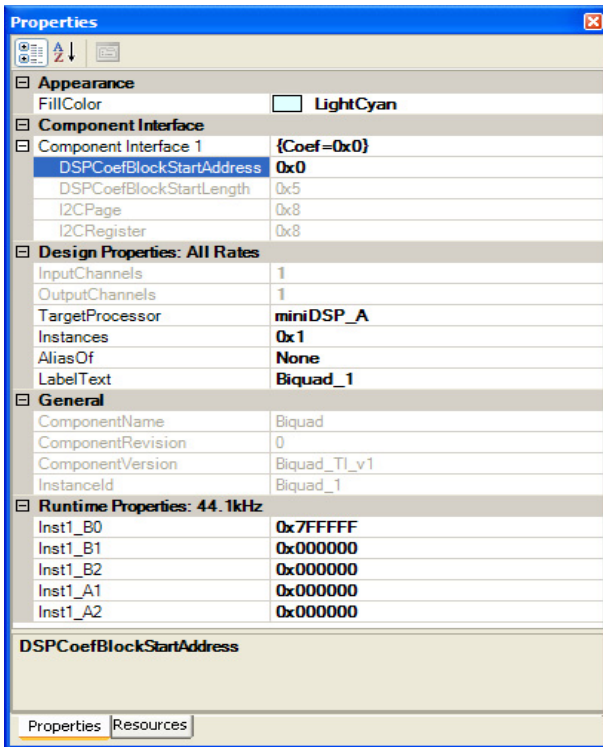 Properties
Appearance
FillColor LightCyan
Component Interface
Component Interface 1 {Coef=0x0}
DSPCoefBlockStartAddress 0x0
DSPCoefBlockStartLength 0x5
I2CPage 0x8
I2CRegister 0x8
Design Properties: All Rates
InputChannels 1
OutputChannels 1
TargetProcessor miniDSP_A
Instances 0x1
AliasOf None
LabelText Biquad_1
General
ComponentName Biquad
ComponentRevision 0
ComponentVersion Biquad_TI_v1
InstanceId Biquad_1
Runtime Properties: 44.1kHz
Inst1_B0 0x7FFFFF
Inst1_B1 0x000000
Inst1_B2 0x000000
Inst1_A1 0x000000
Inst1_A2 0x000000
DSPCoefBlockStartAddress
Properties Resources